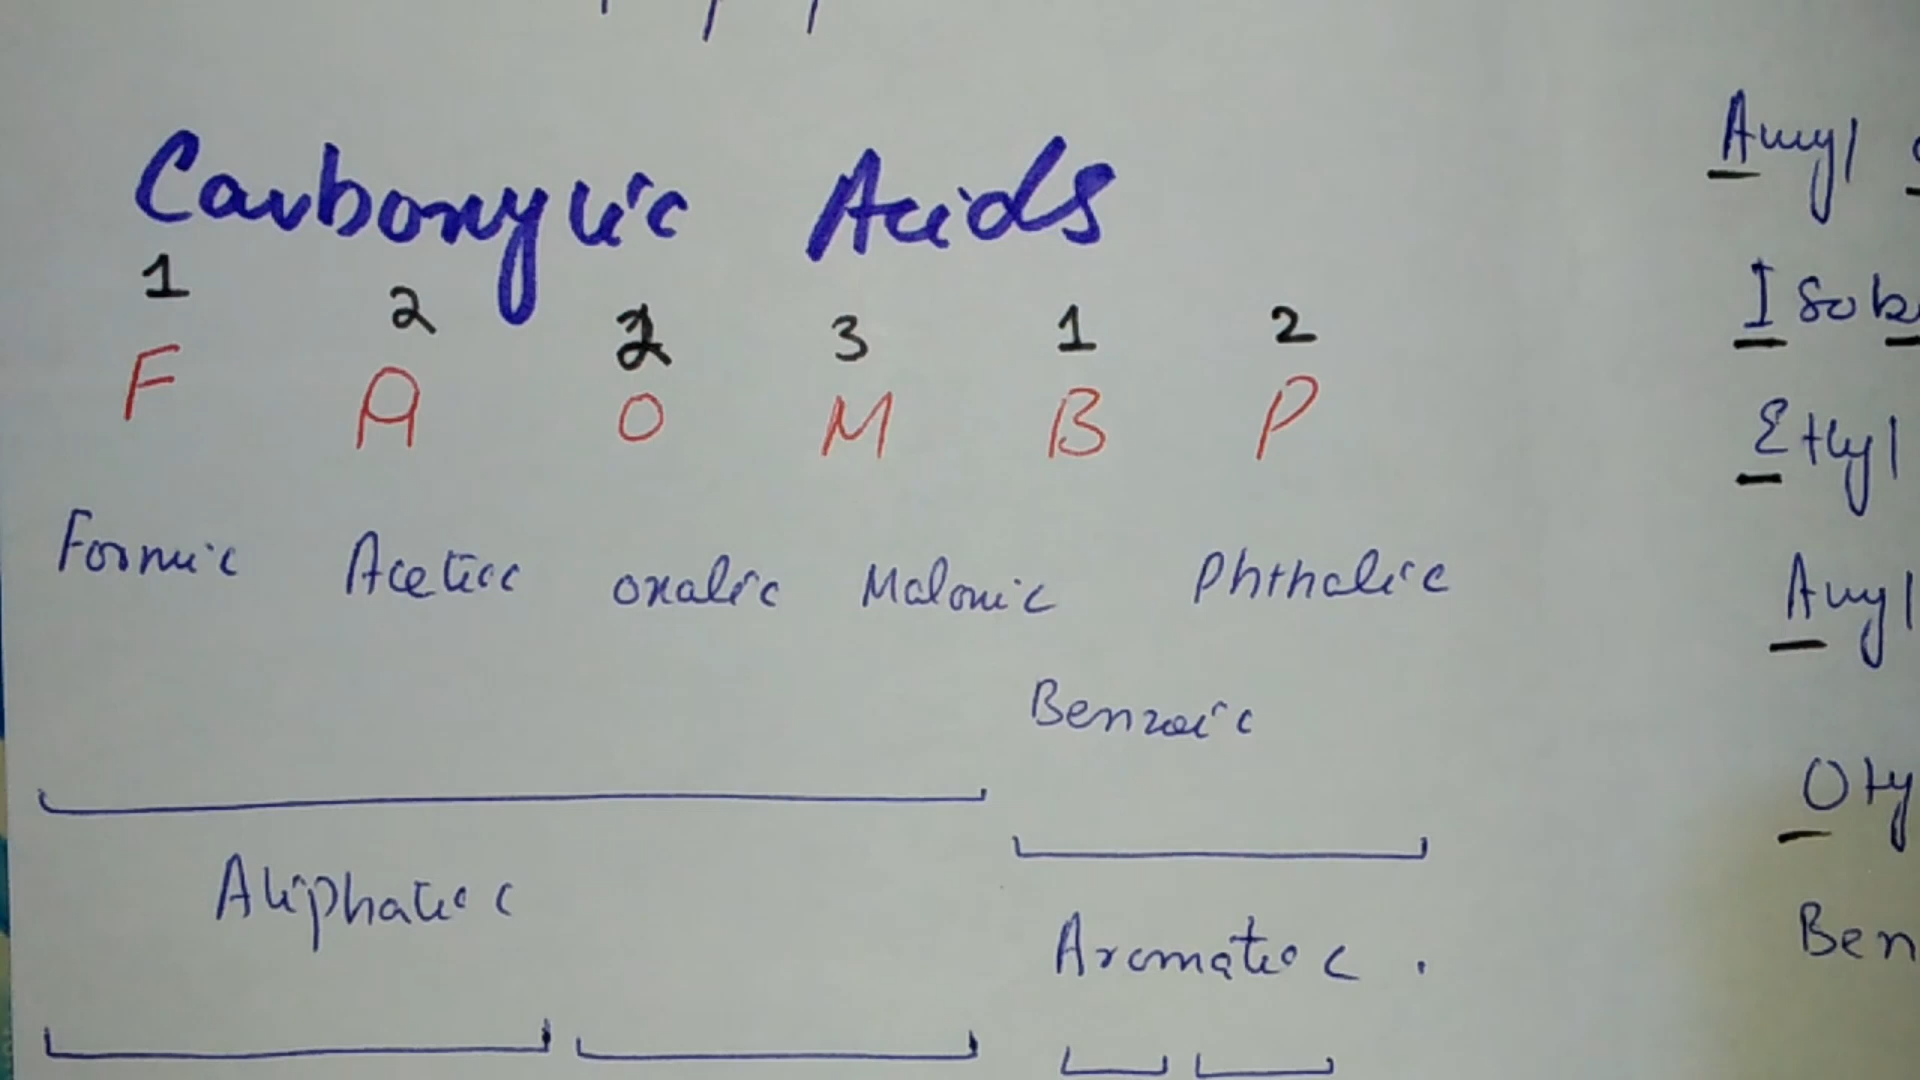 Carboxylic Acids
1 2 2 3 1 2
F A O M B P
Formic Acetic oxalic Malonic Phthalic
Benzoic
Aliphatic
Aromatic .
Amyl
Isob
Ethyl
Amyl
Oty
Ben